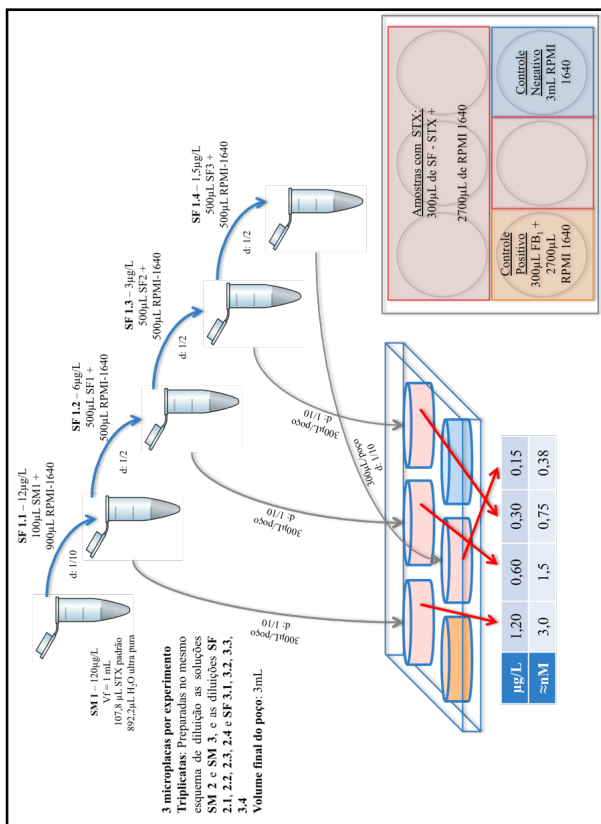 SM 1 – 120µg/L
Vf = 1 mL
107,8 µL STX padrão
892,2µL H2O ultra pura
d: 1/10
SF 1.1 – 12µg/L
100µL SM1 +
900µL RPMI-1640
d: 1/2
SF 1.2 – 6µg/L
500µL SF1 +
500µL RPMI-1640
d: 1/2
SF 1.3 – 3µg/L
500µL SF2 +
500µL RPMI-1640
d: 1/2
SF 1.4 – 1,5µg/L
500µL SF3 +
500µL RPMI-1640
3 microplacas por experimento
Triplicatas: Preparadas no mesmo
esquema de diluição as soluções
SM 2 e SM 3, e as diluições SF
2.1, 2.2, 2.3, 2.4 e SF 3.1, 3.2, 3.3,
3.4
Volume final do poço: 3mL
300µL/poço
d: 1/10
300µL/poço
d: 1/10
300µL/poço
d: 1/10
300µL/poço
d: 1/10
µg/L 1,20 0,60 0,30 0,15
≈nM 3,0 1,5 0,75 0,38
Amostras com STX:
300µL de SF - STX +
2700µL de RPMI 1640
Controle
Positivo
300µL FB1 +
2700µL
RPMI 1640
Controle
Negativo
3mL RPMI
1640